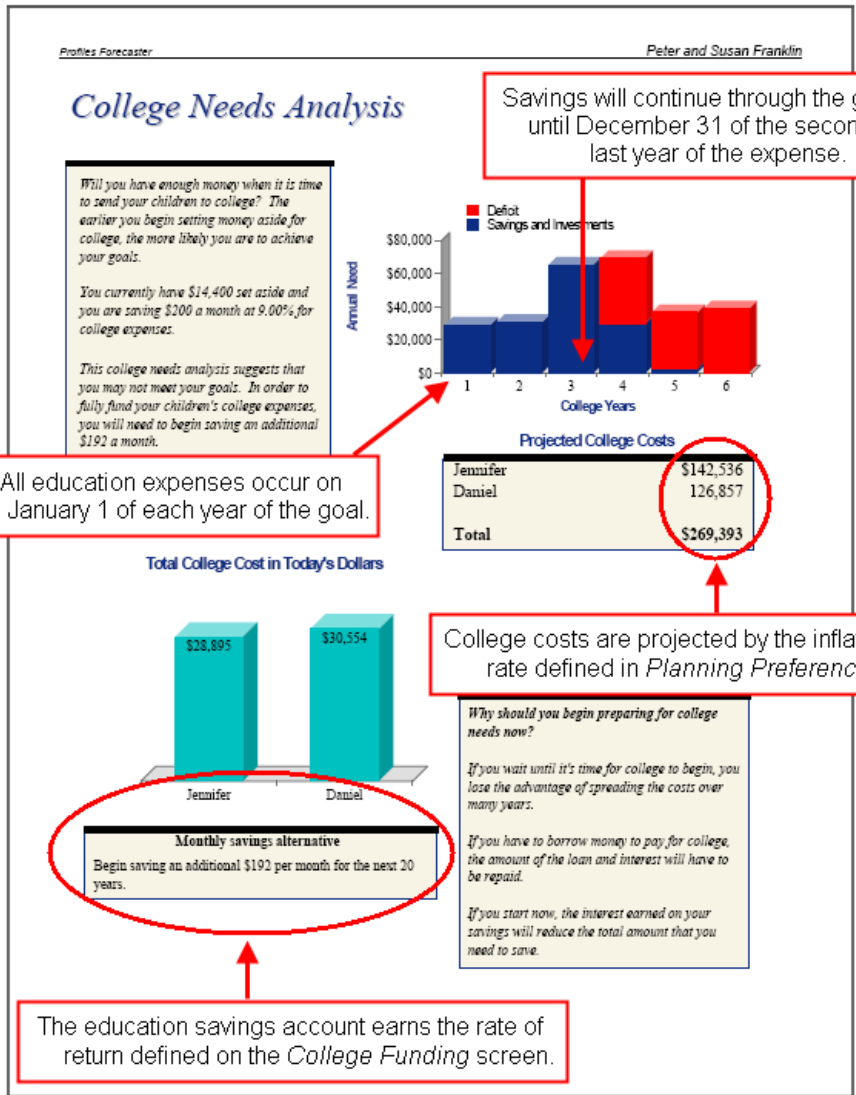 Profiles Forecaster
Peter and Susan Franklin
College Needs Analysis
Savings will continue through the g
until December 31 of the secon
last year of the expense.
Will you have enough money when it is time
to send your children to college? The
earlier you begin setting money aside for
college, the more likely you are to achieve
your goals.
You currently have $14,400 set aside and
you are saving $200 a month at 9.00% for
college expenses.
This college needs analysis suggests that
you may not meet your goals. In order to
fully fund your children's college expenses,
you will need to begin saving an additional
$192 a month.
Deficit
Savings and Investments
Annual Need
$80,000
$60,000
$40,000
$20,000
$0
1 2 3 4 5 6
College Years
All education expenses occur on
January 1 of each year of the goal.
Projected College Costs
Jennifer $142,536
Daniel 126,857
Total $269,393
Total College Cost in Today's Dollars
$28,895 $30,554
Jennifer Daniel
College costs are projected by the infla
rate defined in Planning Preferenc
Monthly savings alternative
Begin saving an additional $192 per month for the next 20
years.
Why should you begin preparing for college
needs now?
If you wait until it's time for college to begin, you
lose the advantage of spreading the costs over
many years.
If you have to borrow money to pay for college,
the amount of the loan and interest will have to
be repaid.
If you start now, the interest earned on your
savings will reduce the total amount that you
need to save.
The education savings account earns the rate of
return defined on the College Funding screen.